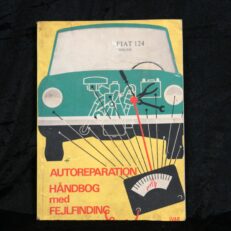 FIAT 124
AUTOREPARATION
HÅNDBOG
med
FEJLFINDING